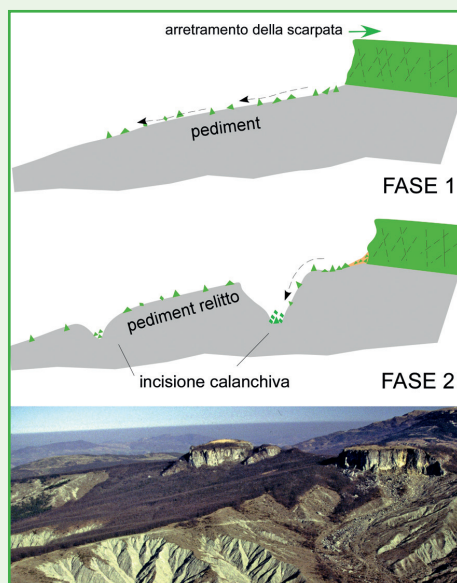 arretramento della scarpata
pediment
FASE 1
pediment relitto
incisione calanchiva
FASE 2